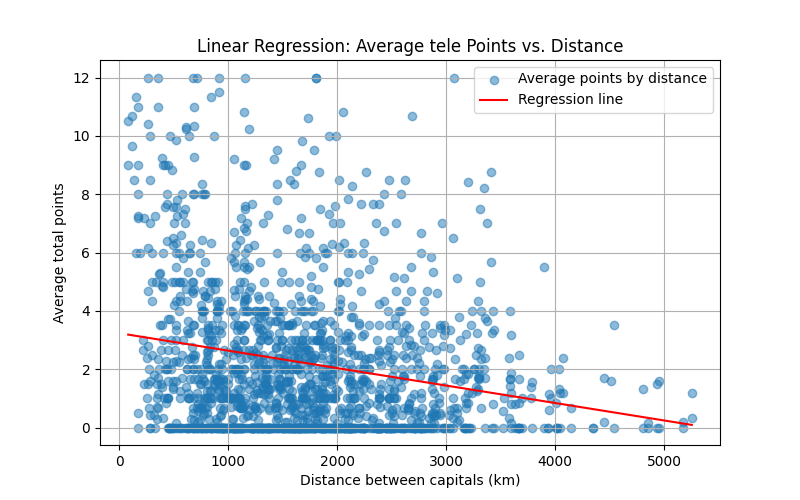 Linear Regression: Average tele Points vs. Distance
Average points by distance
Regression line
Average total points
12
10
8
6
4
2
0
0 1000 2000 3000 4000 5000
Distance between capitals (km)